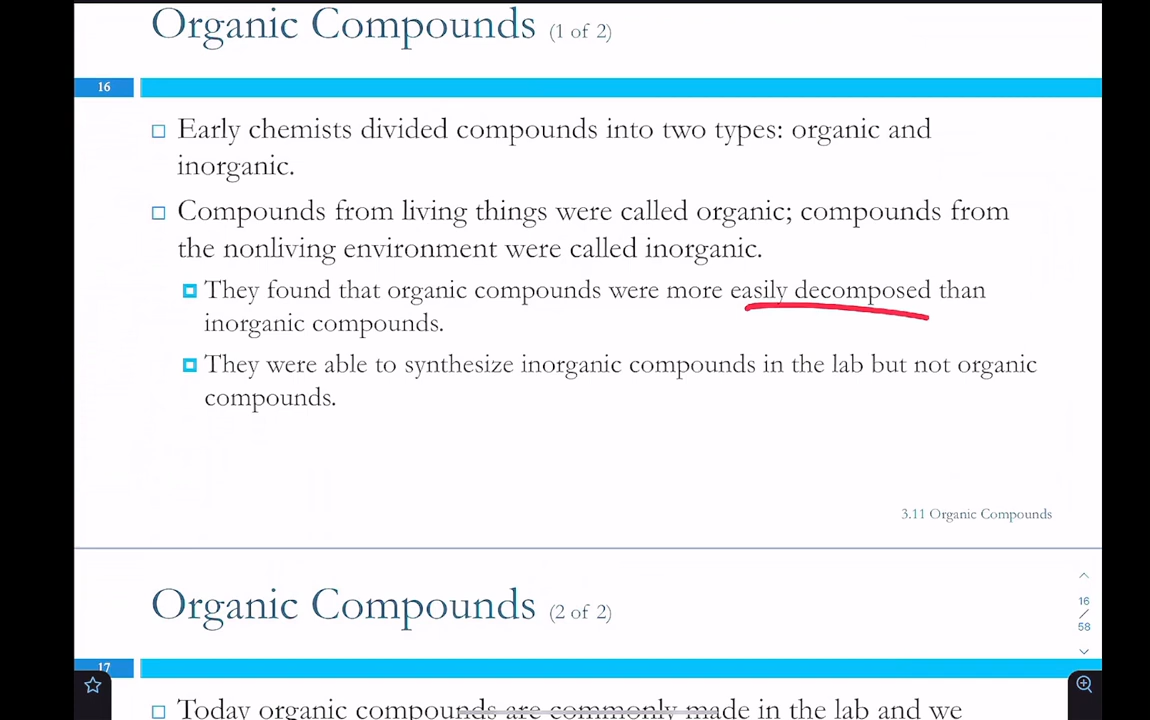 Organic Compounds (1 of 2)
16
Early chemists divided compounds into two types: organic and
inorganic.
Compounds from living things were called organic; compounds from
the nonliving environment were called inorganic.
They found that organic compounds were more easily decomposed than
inorganic compounds.
They were able to synthesize inorganic compounds in the lab but not organic
compounds.
3.11 Organic Compounds
Organic Compounds (2 of 2)
16
/
58
17
Today organic compounds are commonly made in the lab and we